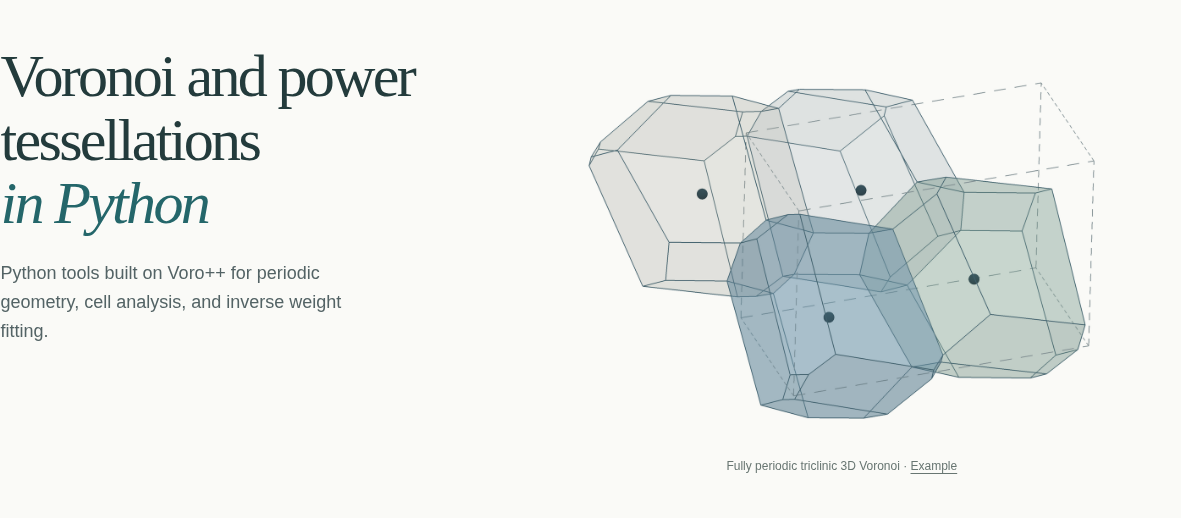 Voronoi and power
tessellations
in Python
Python tools built on Voro++ for periodic
geometry, cell analysis, and inverse weight
fitting.
Fully periodic triclinic 3D Voronoi · Example